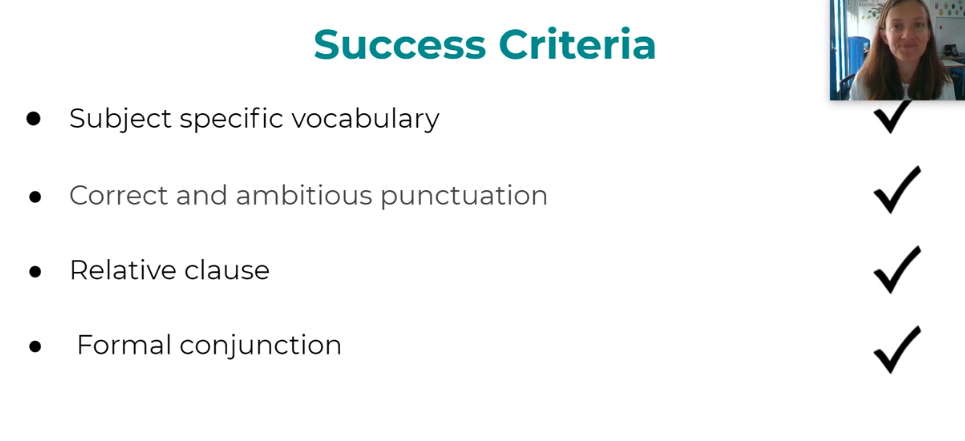 Success Criteria
Subject specific vocabulary
Correct and ambitious punctuation
Relative clause
Formal conjunction